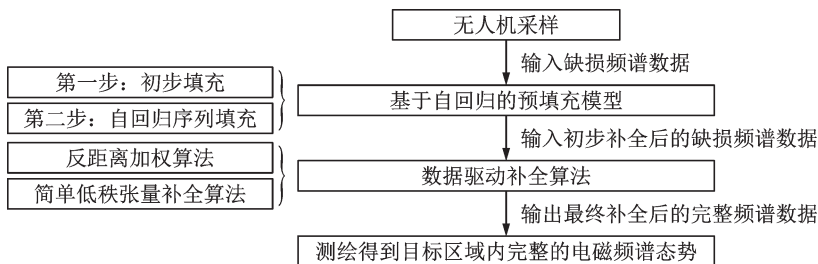 无人机采样
输入缺损频谱数据
第一步：初步填充
第二步：自回归序列填充
基于自回归的预填充模型
输入初步补全后的缺损频谱数据
反距离加权算法
简单低秩张量补全算法
数据驱动补全算法
输出最终补全后的完整频谱数据
测绘得到目标区域内完整的电磁频谱态势